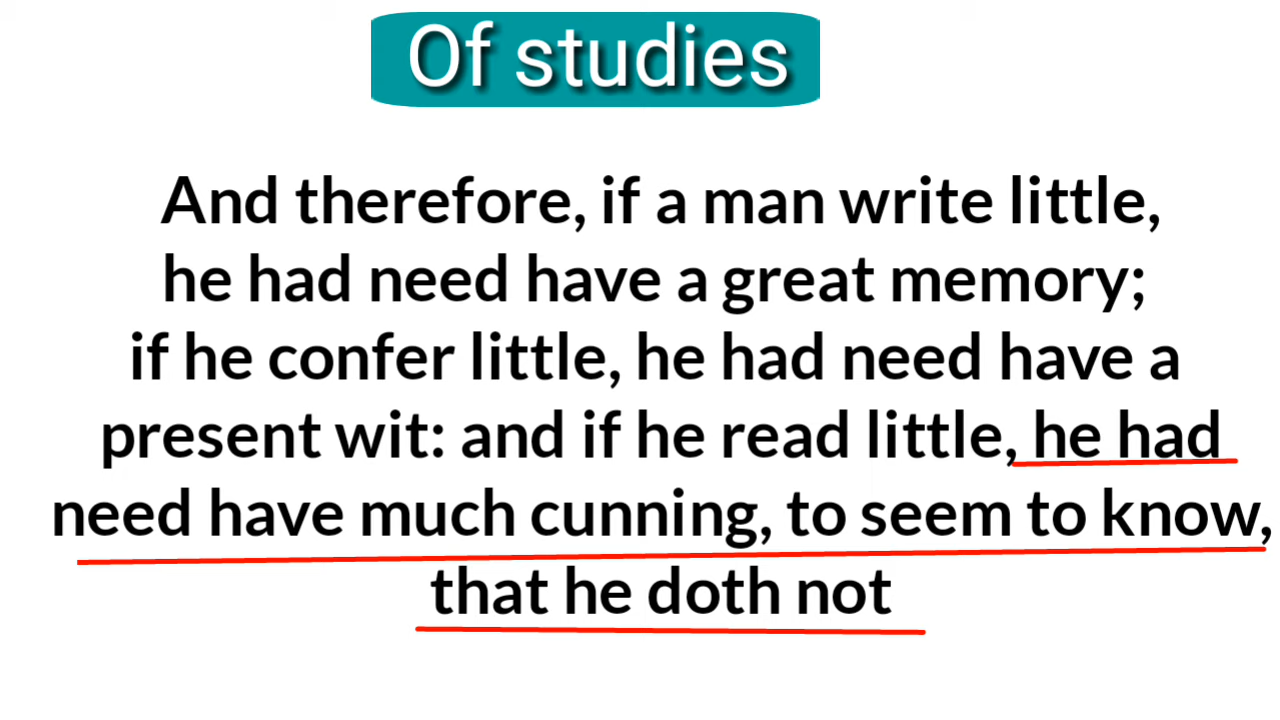 Of studies
And therefore, if a man write little,
he had need have a great memory;
if he confer little, he had need have a
present wit: and if he read little, he had
need have much cunning, to seem to know,
that he doth not